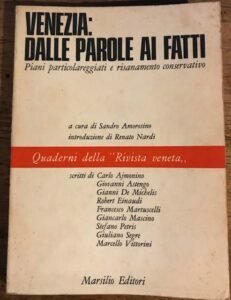 VENEZIA:
DALLE PAROLE AI FATTI
Piani particolareggiati e risanamento conservativo
a cura di Sandro Amorosino
introduzione di Renato Nardi
Quaderni della "Rivista veneta„
scritti di Carlo Aymonino
Giovanni Astengo
Gianni De Michelis
Robert Einaudi
Francesco Martuscelli
Giancarlo Mascino
Stefano Petris
Giuliano Segre
Marcello Vittorini
Marsilio Editori